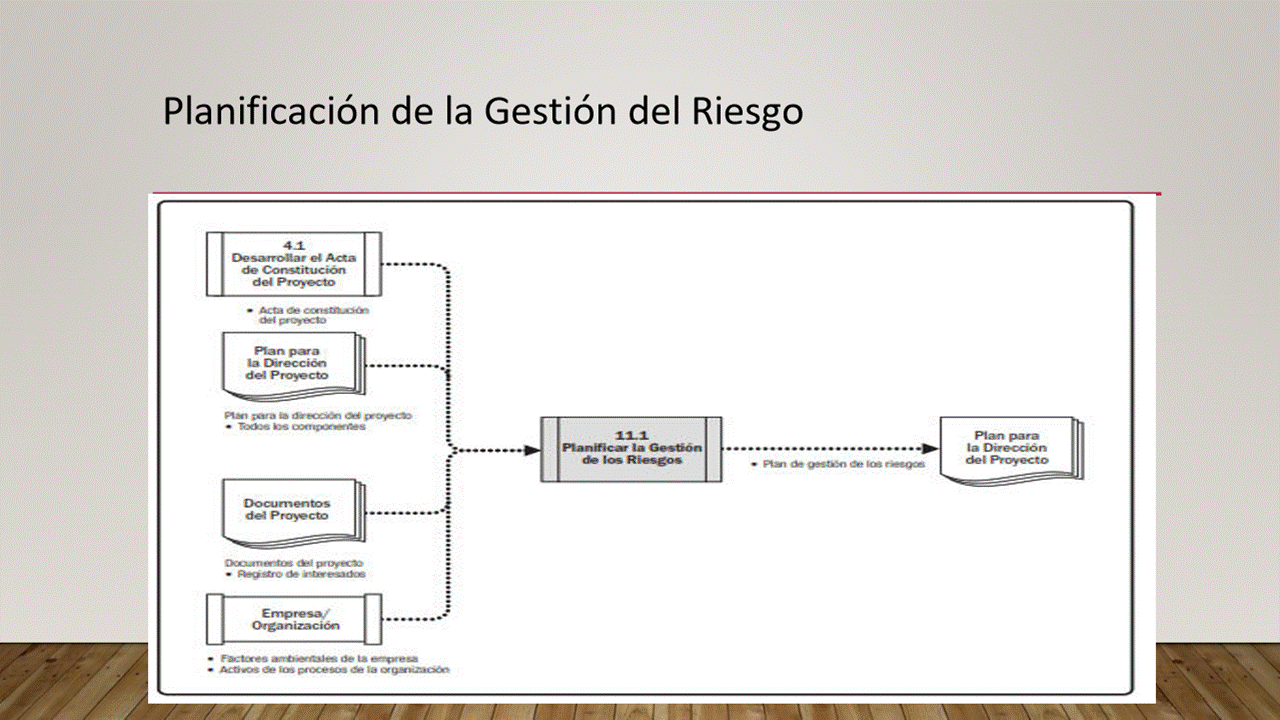 Planificación de la Gestión del Riesgo
4.1
Desarrollar el Acta
de Constitución
del Proyecto
• Acta de constitución
del proyecto
Plan para
la Dirección
del Proyecto
Plan para la dirección del proyecto
• Todos los componentes
Documentos
del Proyecto
Documentos del proyecto
• Registro de interesados
Empresa/
Organización
• Factores ambientales de la empresa
• Activos de los procesos de la organización
11.1
Planificar la Gestión
de los Riesgos
• Plan de gestión de los riesgos
Plan para
la Dirección
del Proyecto